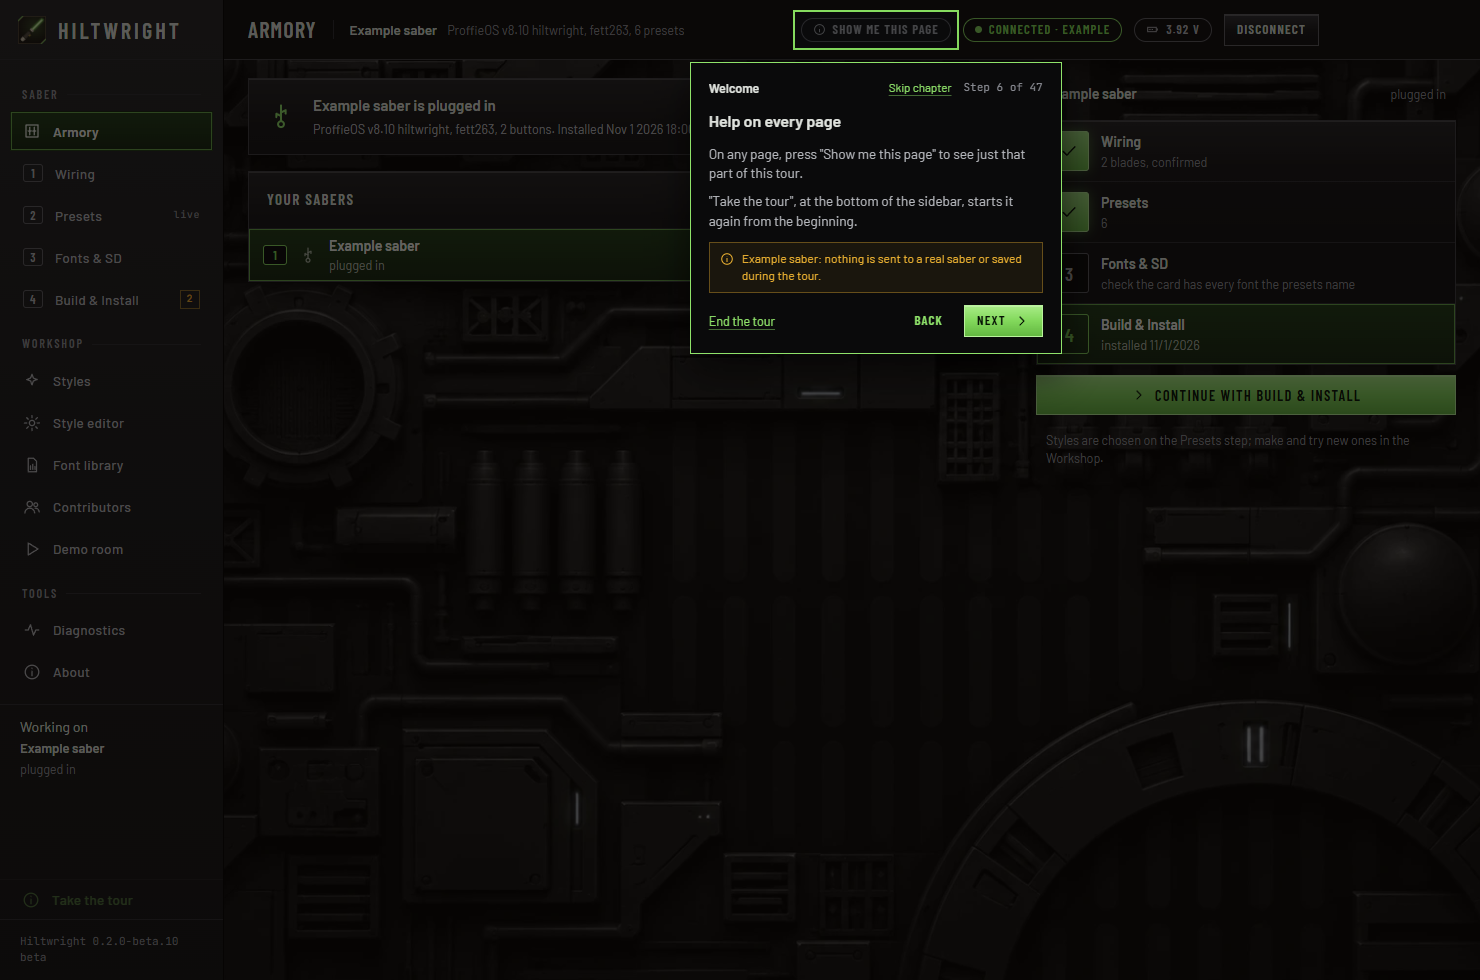 HILTWRIGHT
ARMORY
Example saber ProffieOS v8.10 hiltwright, fett263, 6 presets
SHOW ME THIS PAGE
CONNECTED · EXAMPLE
3.92 V
DISCONNECT
SABER
Armory
1 Wiring
2 Presets live
3 Fonts & SD
4 Build & Install 2
WORKSHOP
Styles
Style editor
Font library
Contributors
Demo room
TOOLS
Diagnostics
About
Working on
Example saber
plugged in
Take the tour
Hiltwright 0.2.0-beta.10
beta
Example saber is plugged in
ProffieOS v8.10 hiltwright, fett263, 2 buttons. Installed Nov 1 2026 18:0
YOUR SABERS
1 Example saber
plugged in
Welcome
Skip chapter Step 6 of 47
Help on every page
On any page, press "Show me this page" to see just that
part of this tour.
"Take the tour", at the bottom of the sidebar, starts it
again from the beginning.
Example saber: nothing is sent to a real saber or saved
during the tour.
End the tour
BACK
NEXT
ample saber plugged in
Wiring
2 blades, confirmed
Presets
6
3 Fonts & SD
check the card has every font the presets name
4 Build & Install
installed 11/1/2026
CONTINUE WITH BUILD & INSTALL
Styles are chosen on the Presets step; make and try new ones in the
Workshop.